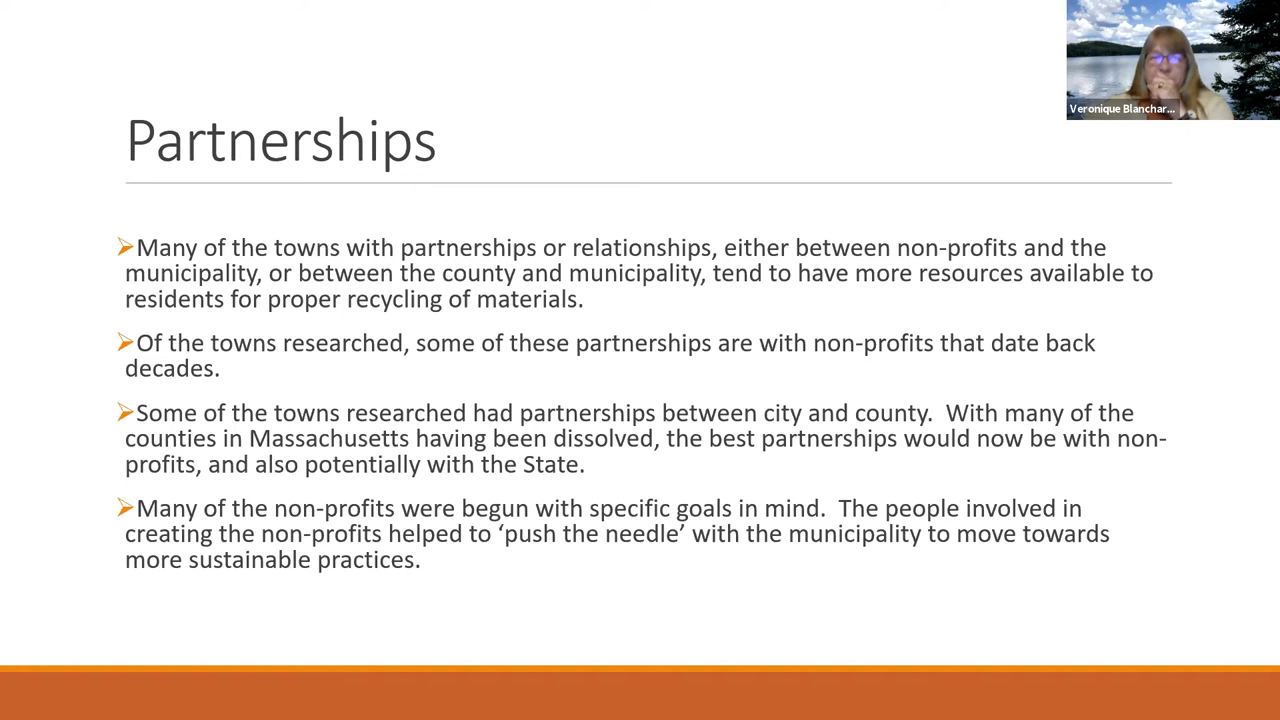 Veronique Blanchar...
Partnerships
➢Many of the towns with partnerships or relationships, either between non-profits and the
municipality, or between the county and municipality, tend to have more resources available to
residents for proper recycling of materials.
➢Of the towns researched, some of these partnerships are with non-profits that date back
decades.
➢Some of the towns researched had partnerships between city and county.  With many of the
counties in Massachusetts having been dissolved, the best partnerships would now be with non-
profits, and also potentially with the State.
➢Many of the non-profits were begun with specific goals in mind.  The people involved in
creating the non-profits helped to ‘push the needle’ with the municipality to move towards
more sustainable practices.